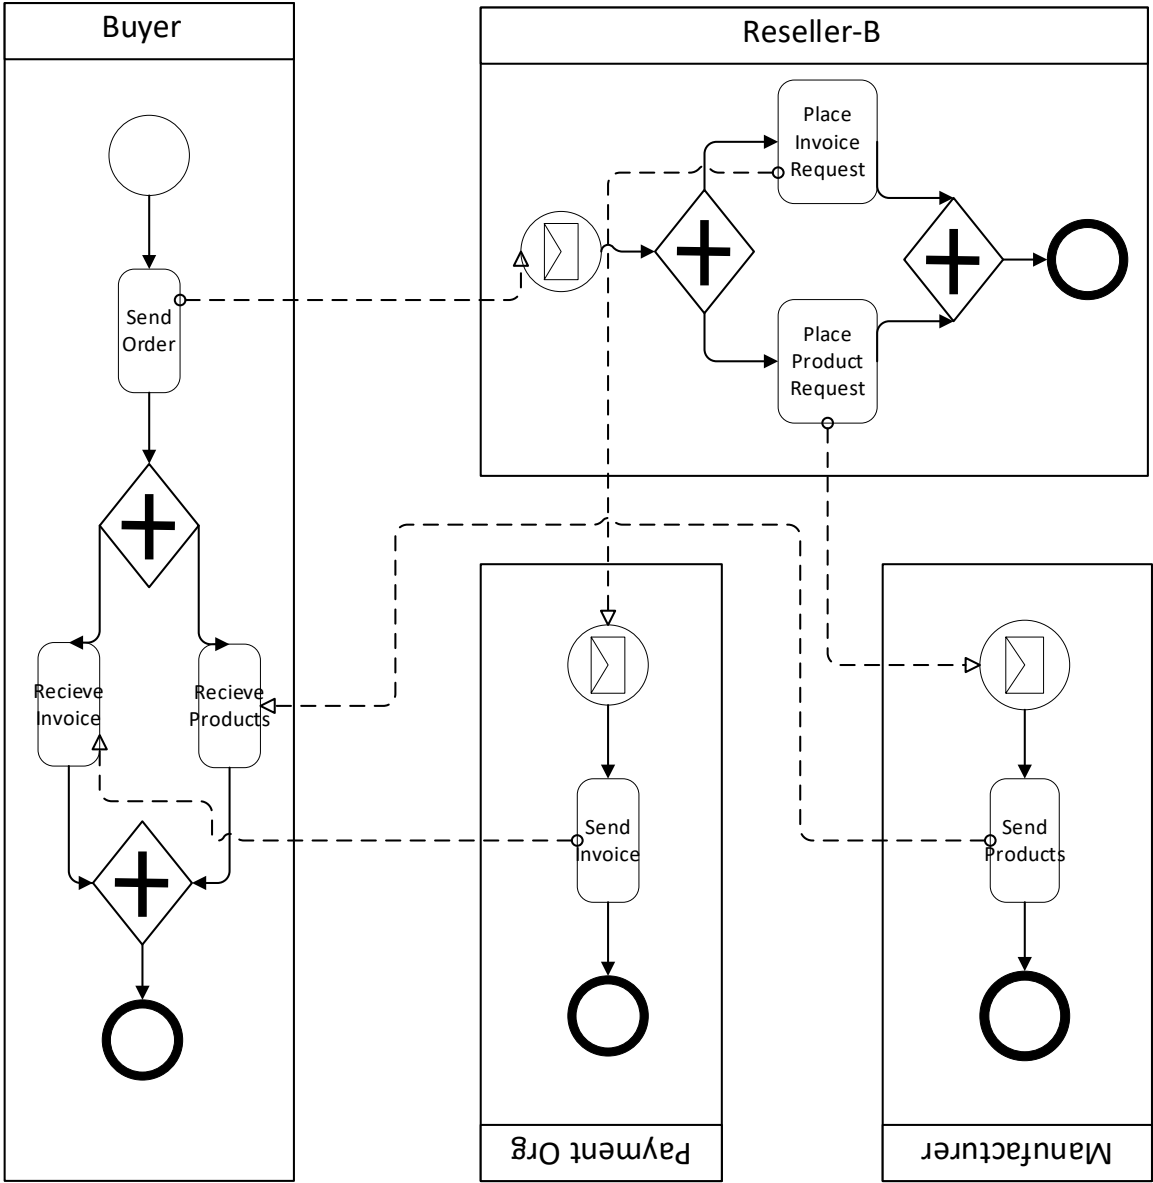 Buyer
Reseller-B
Place
Invoice
Request
Send
Order
Place
Product
Request
Recieve
Invoice
Recieve
Products
Send
Invoice
Send
Products
Payment Org
Manufacturer